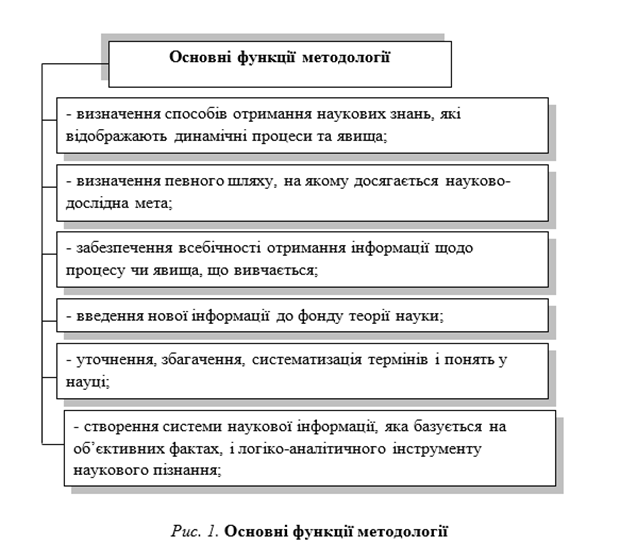 Основні функції методології
- визначення способів отримання наукових знань, які
відображають динамічні процеси та явища;
- визначення певного шляху, на якому досягається науково-
дослідна мета;
- забезпечення всебічності отримання інформації щодо
процесу чи явища, що вивчається;
- введення нової інформації до фонду теорії науки;
- уточнення, збагачення, систематизація термінів і понять у
науці;
- створення системи наукової інформації, яка базується на
об’єктивних фактах, і логіко-аналітичного інструменту
наукового пізнання;
Рис. 1. Основні функції методології